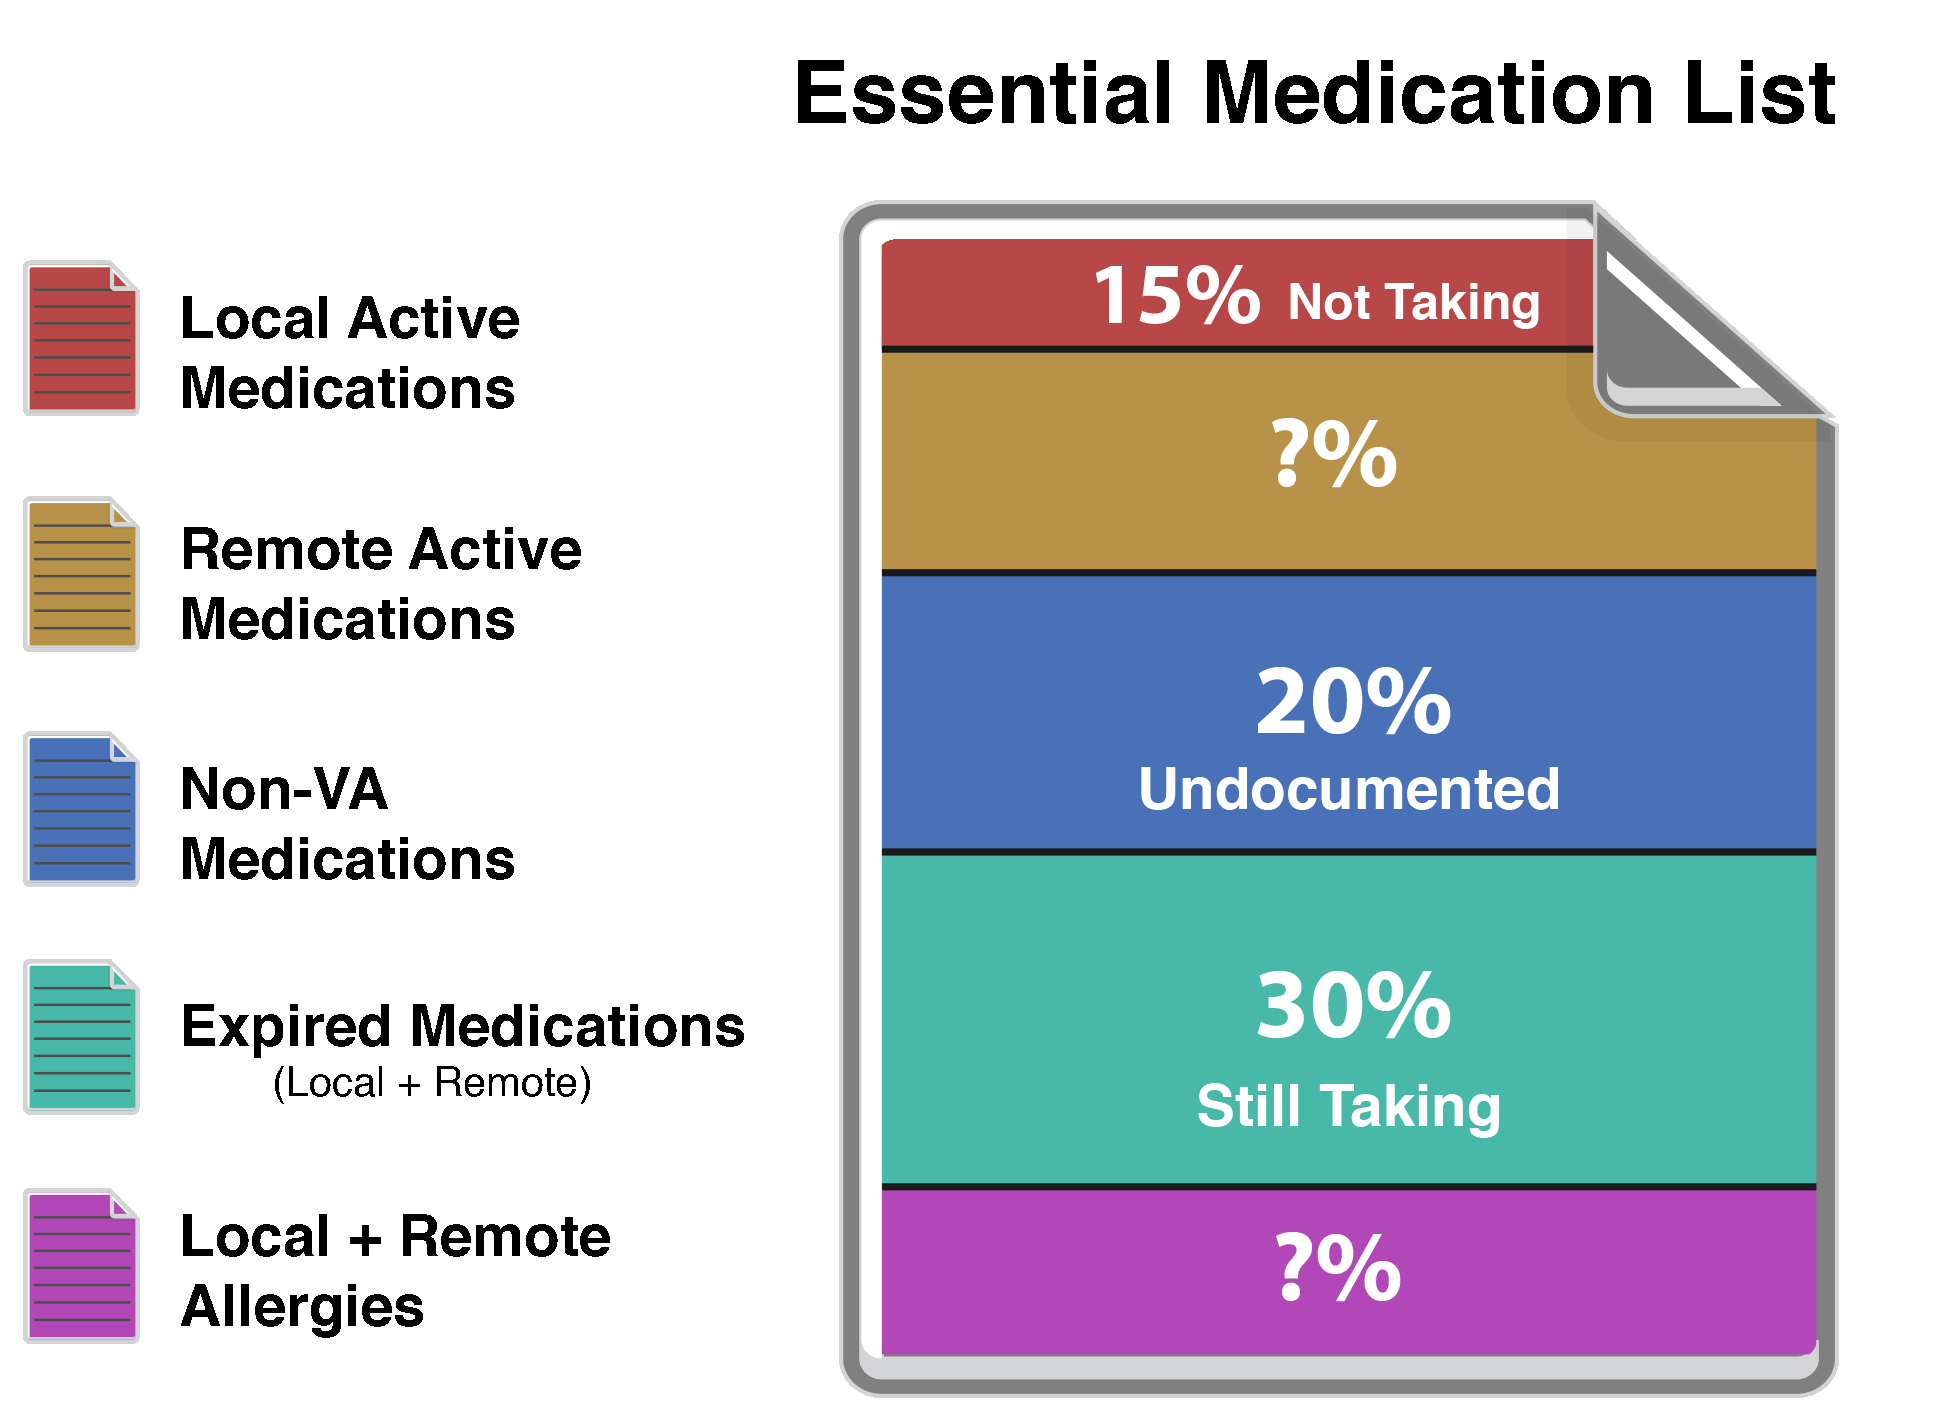 Essential Medication List
Local Active
Medications
Remote Active
Medications
Non-VA
Medications
Expired Medications
(Local + Remote)
Local + Remote
Allergies
15% Not Taking
?%
20%
Undocumented
30%
Still Taking
?%